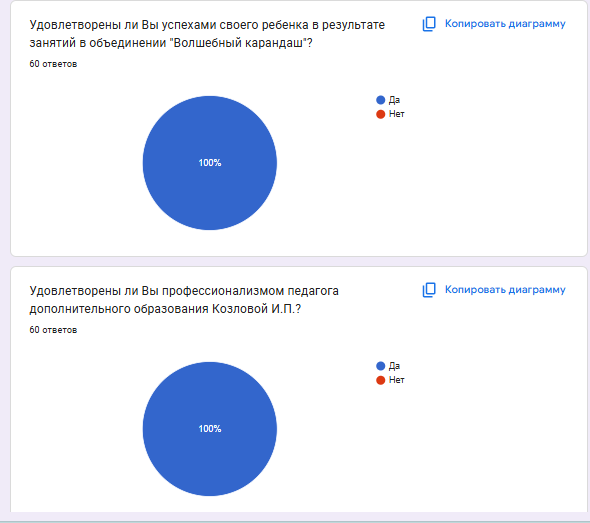 Удовлетворены ли Вы успехами своего ребенка в результате
занятий в объединении "Волшебный карандаш"?
Копировать диаграмму
60 ответов
100%
Да
Нет
Удовлетворены ли Вы профессионализмом педагога
дополнительного образования Козловой И.П.?
Копировать диаграмму
60 ответов
100%
Да
Нет